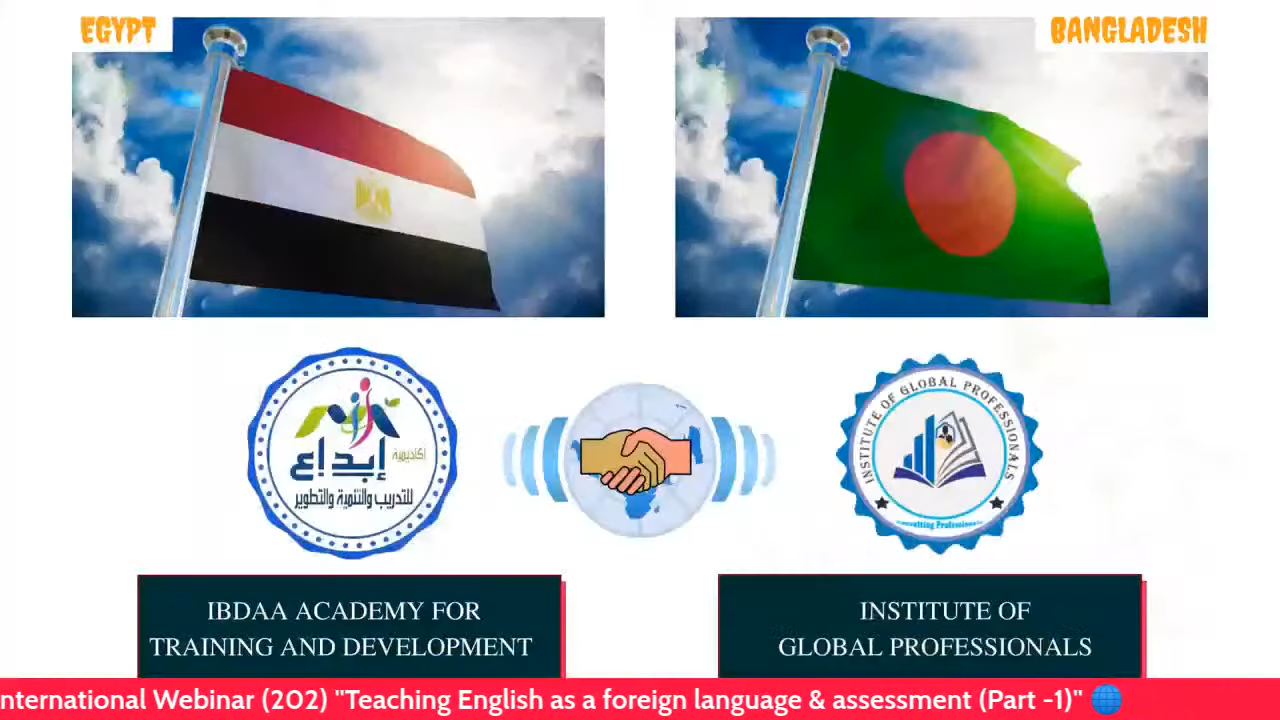 EGYPT
BANGLADESH
اكاديمية
إبداع
للتدريب والتنمية والتطوير
INSTITUTE OF GLOBAL PROFESSIONALS
IBDAA ACADEMY FOR
TRAINING AND DEVELOPMENT
INSTITUTE OF
GLOBAL PROFESSIONALS
nternational Webinar (202) "Teaching English as a foreign language & assessment (Part -1)"